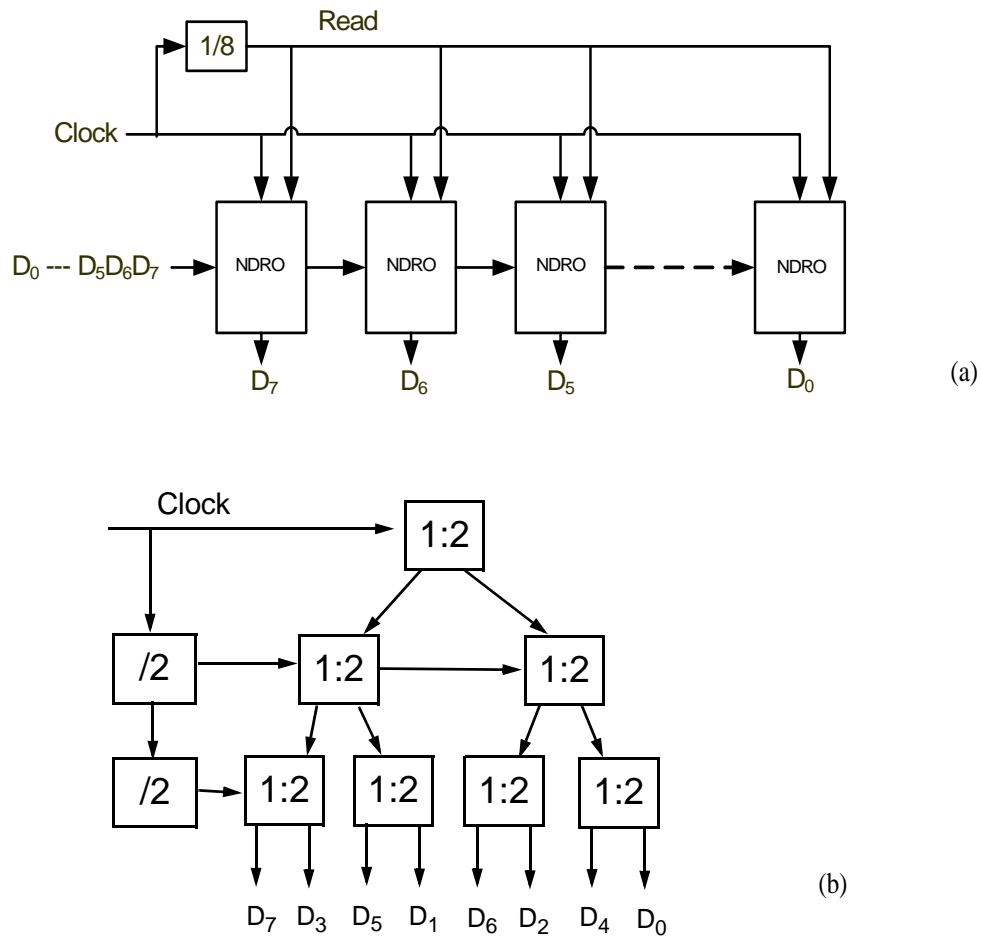 Read
1/8
Clock
NDRO NDRO NDRO NDRO
D₀ --- D₅D₆D₇
D₇ D₆ D₅ D₀
(a)
Clock
1:2
/2 1:2 1:2
/2 1:2 1:2 1:2 1:2
D₇ D₃ D₅ D₁ D₆ D₂ D₄ D₀
(b)